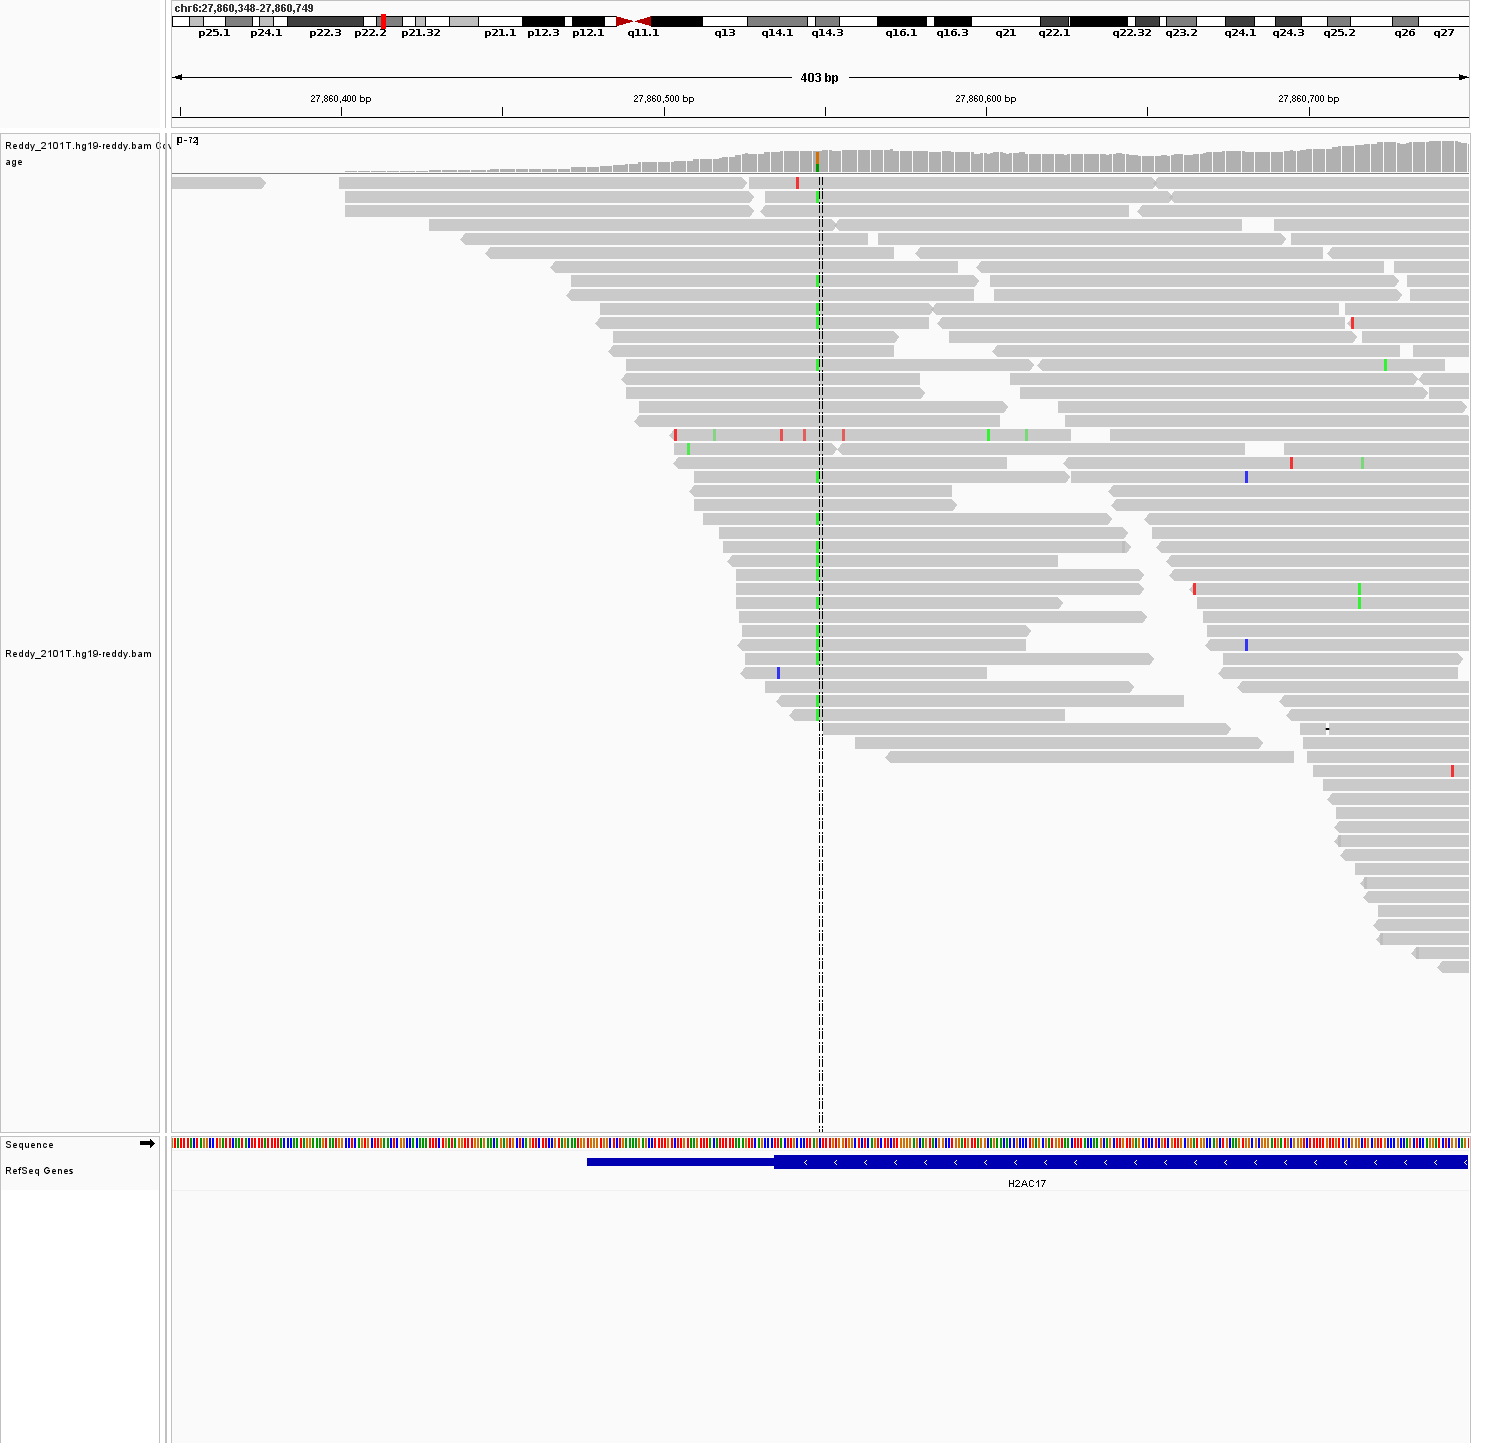 chr6:27,860,348-27,860,749
p25.1 p24.1 p22.3 p22.2 p21.32 p21.1 p12.3 p12.1 q11.1 q13 q14.1 q14.3 q16.1 q16.3 q21 q22.1 q22.32 q23.2 q24.1 q24.3 q25.2 q26 q27
403 bp
27,860,400 bp 27,860,500 bp 27,860,600 bp 27,860,700 bp
Reddy_2101T.hg19-reddy.bam Cov
age
[0-72]
Reddy_2101T.hg19-reddy.bam
Sequence
RefSeq Genes
H2AC17